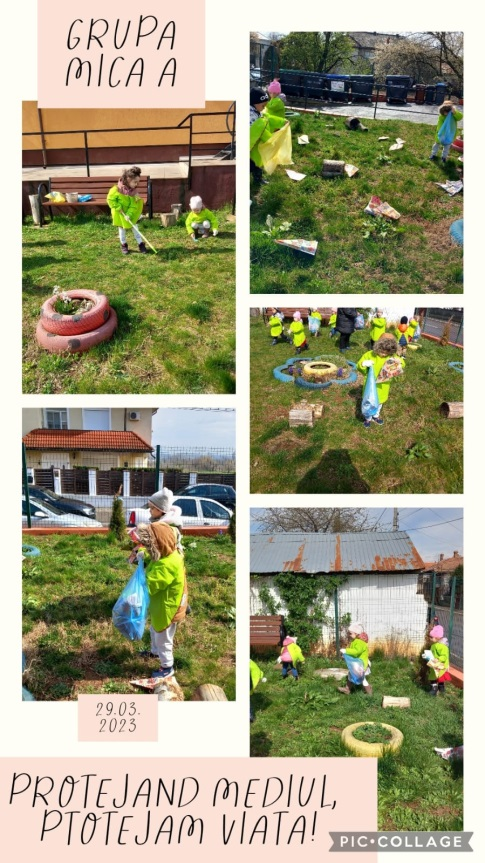 GRUPA
MICA A
29.03.
2023
PROTEJAND MEDIUL,
PTOTEJAM VIATA!
PIC•COLLAGE